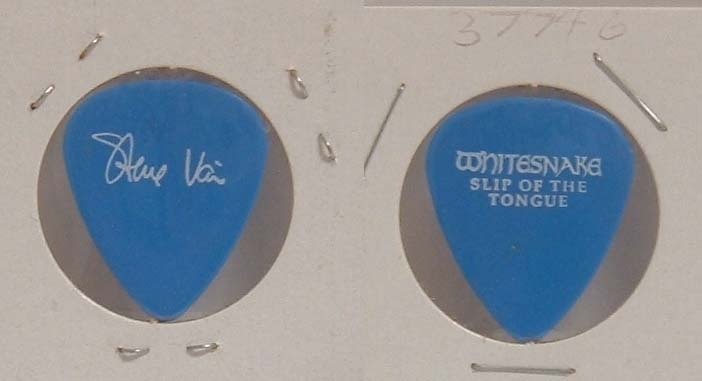 Steve Vai
37746
WHITESNAKE
SLIP OF THE
TONGUE